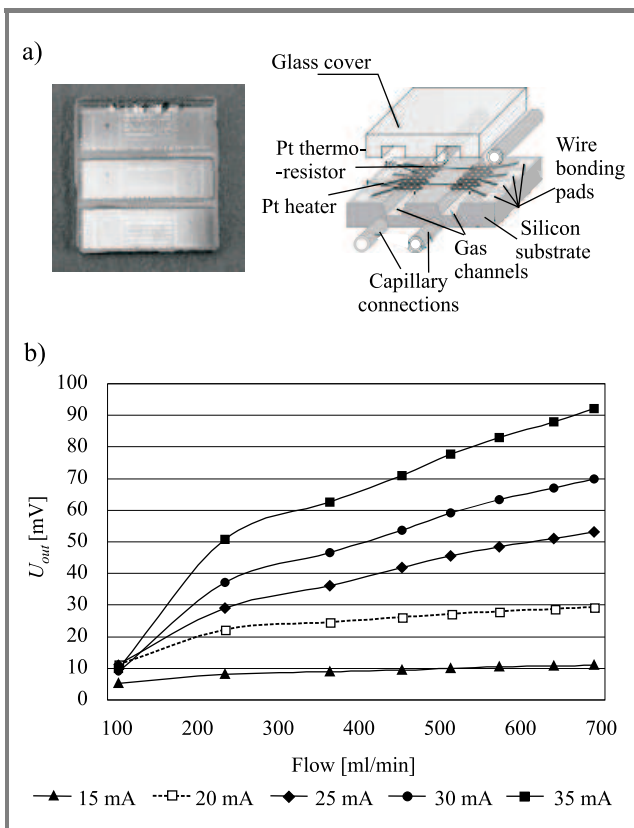 a)
Glass cover
Pt thermo-
-resistor
Pt heater
Wire
bonding
pads
Silicon
substrate
Gas
channels
Capillary
connections
b)
100
90
80
70
60
50
40
30
20
10
0
U_out [mV]
100 200 300 400 500 600 700
Flow [ml/min]
15 mA 20 mA 25 mA 30 mA 35 mA